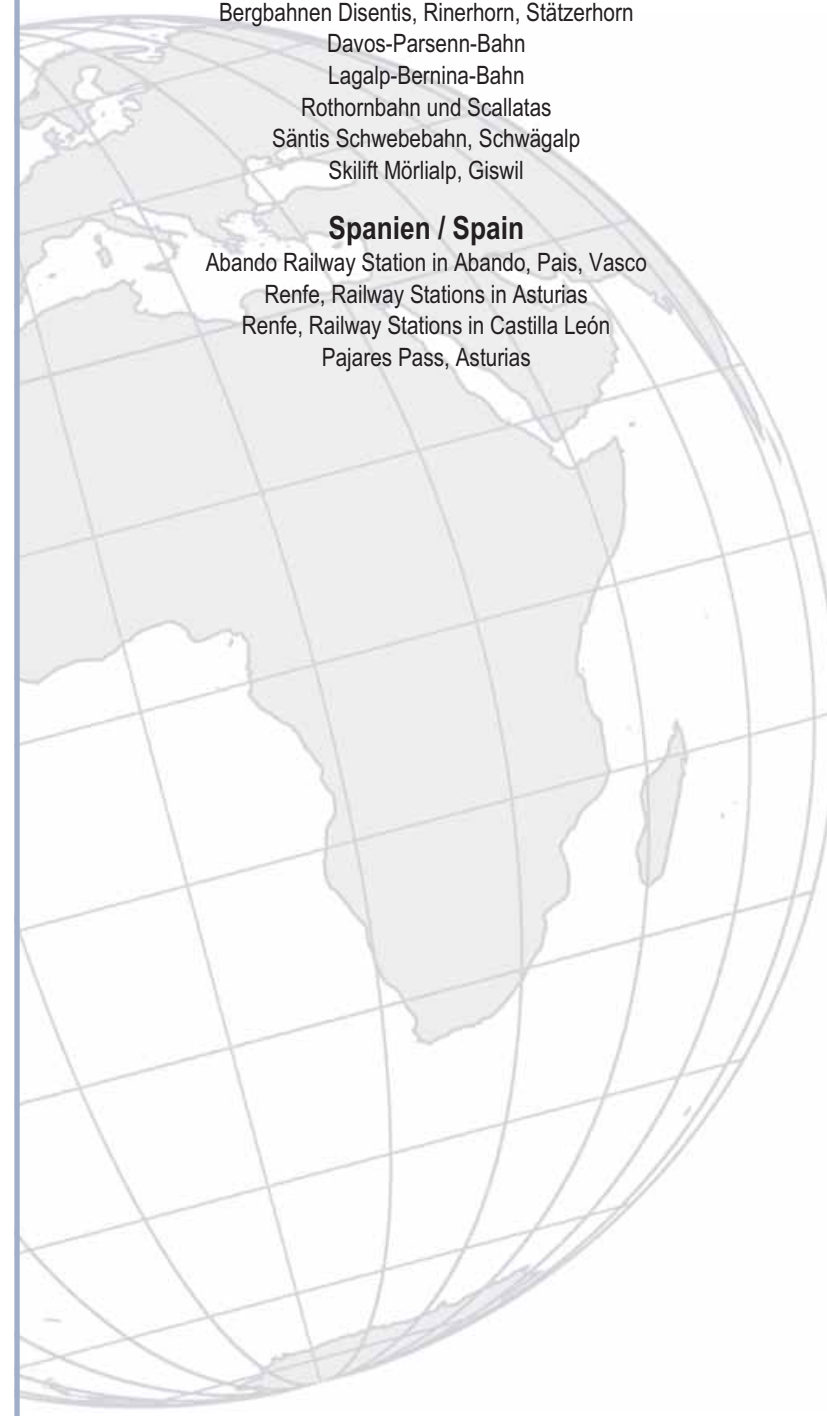 Bergbahnen Disentis, Rinerhorn, Stätzerhorn
Davos-Parsenn-Bahn
Lagalp-Bernina-Bahn
Rothornbahn und Scallatas
Säntis Schwebebahn, Schwägalp
Skilift Mörlialp, Giswil
Spanien / Spain
Abando Railway Station in Abando, Pais, Vasco
Renfe, Railway Stations in Asturias
Renfe, Railway Stations in Castilla León
Pajares Pass, Asturias